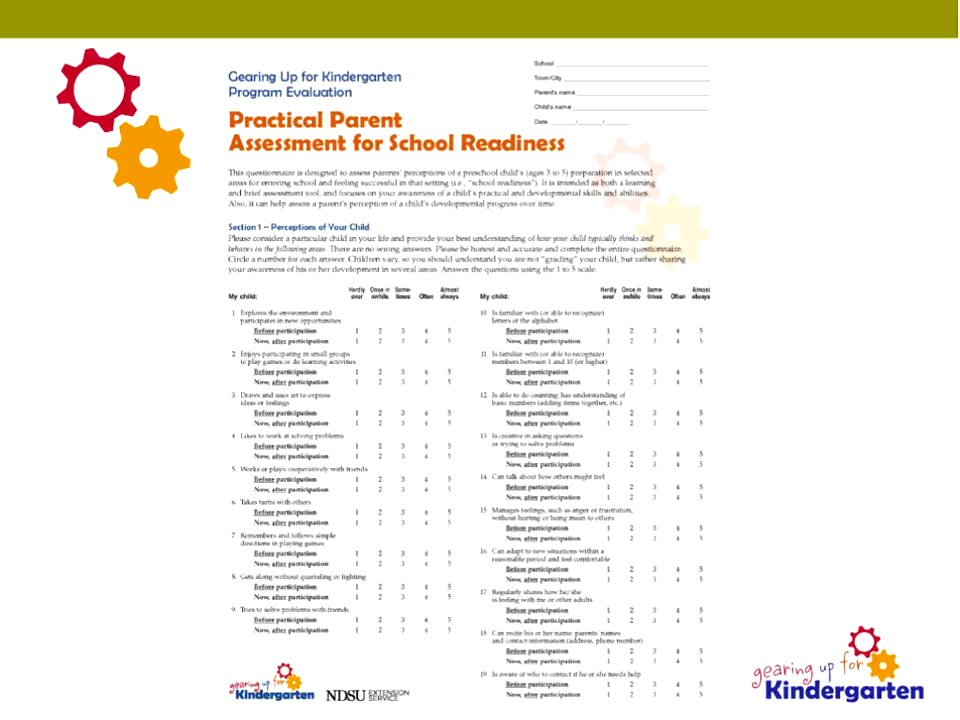 Gearing Up for Kindergarten
Program Evaluation
School
Town/City
Parent's name
Child's name
Date / /
Practical Parent
Assessment for School Readiness
This questionnaire is designed to assess parents' perceptions of a preschool child's (ages 3 to 5) preparation in selected
areas for entering school and feeling successful in that setting (i.e., "school readiness"). It is intended as both a learning
and brief assessment tool, and focuses on your awareness of a child's practical and developmental skills and abilities.
Also, it can help assess a parent's perception of a child's developmental progress over time.
Section 1 – Perceptions of Your Child
Please consider a particular child in your life and provide your best understanding of how your child typically thinks and
behaves in the following areas. There are no wrong answers. Please be honest and accurate and complete the entire questionnaire.
Circle a number for each answer. Children vary, so you should understand you are not "grading" your child, but rather sharing
your awareness of his or her development in several areas. Answer the questions using the 1 to 5 scale.
Hardly Once in Some- Almost
My child: ever awhile times Often always
1. Explores the environment and
participates in new opportunities
Before participation 1 2 3 4 5
Now, after participation 1 2 3 4 5
2. Enjoys participating in small groups
to play games or do learning activities
Before participation 1 2 3 4 5
Now, after participation 1 2 3 4 5
3. Draws and uses art to express
ideas or feelings
Before participation 1 2 3 4 5
Now, after participation 1 2 3 4 5
4. Likes to work at solving problems
Before participation 1 2 3 4 5
Now, after participation 1 2 3 4 5
5. Works or plays cooperatively with friends
Before participation 1 2 3 4 5
Now, after participation 1 2 3 4 5
6. Takes turns with others
Before participation 1 2 3 4 5
Now, after participation 1 2 3 4 5
7. Remembers and follows simple
directions in playing games
Before participation 1 2 3 4 5
Now, after participation 1 2 3 4 5
8. Gets along without quarreling or fighting
Before participation 1 2 3 4 5
Now, after participation 1 2 3 4 5
9. Tries to solve problems with friends
Before participation 1 2 3 4 5
Now, after participation 1 2 3 4 5
Hardly Once in Some- Almost
My child: ever awhile times Often always
10. Is familiar with (or able to recognize)
letters of the alphabet
Before participation 1 2 3 4 5
Now, after participation 1 2 3 4 5
11. Is familiar with (or able to recognize)
numbers between 1 and 10 (or higher)
Before participation 1 2 3 4 5
Now, after participation 1 2 3 4 5
12. Is able to do counting; has understanding of
basic numbers (adding items together, etc.)
Before participation 1 2 3 4 5
Now, after participation 1 2 3 4 5
13. Is creative in asking questions
or trying to solve problems
Before participation 1 2 3 4 5
Now, after participation 1 2 3 4 5
14. Can talk about how others might feel
Before participation 1 2 3 4 5
Now, after participation 1 2 3 4 5
15. Manages feelings, such as anger or frustration,
without hurting or being mean to others
Before participation 1 2 3 4 5
Now, after participation 1 2 3 4 5
16. Can adapt to new situations within a
reasonable period and feel comfortable
Before participation 1 2 3 4 5
Now, after participation 1 2 3 4 5
17. Regularly shares how he/she
is feeling with me or other adults
Before participation 1 2 3 4 5
Now, after participation 1 2 3 4 5
18. Can recite his or her name, parents' names
and contact information (address, phone number)
Before participation 1 2 3 4 5
Now, after participation 1 2 3 4 5
19. Is aware of who to contact if he or she needs help
Before participation 1 2 3 4 5
Now, after participation 1 2 3 4 5
gearing up for
Kindergarten
NDSU EXTENSION
SERVICE
gearing up for
Kindergarten